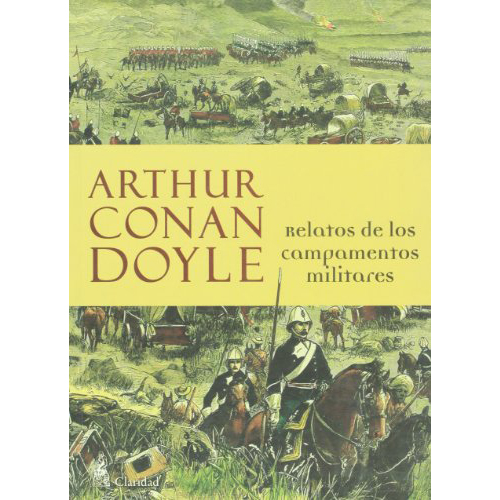 ARTHUR
CONAN
DOYLE
Relatos de los
campamentos
militares
Claridad